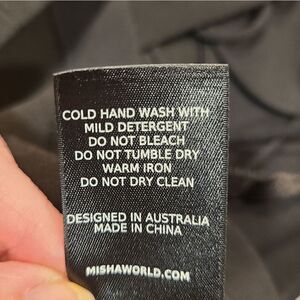 COLD HAND WASH WITH
MILD DETERGENT
DO NOT BLEACH
DO NOT TUMBLE DRY
WARM IRON
DO NOT DRY CLEAN
DESIGNED IN AUSTRALIA
MADE IN CHINA
MISHAWORLD.COM